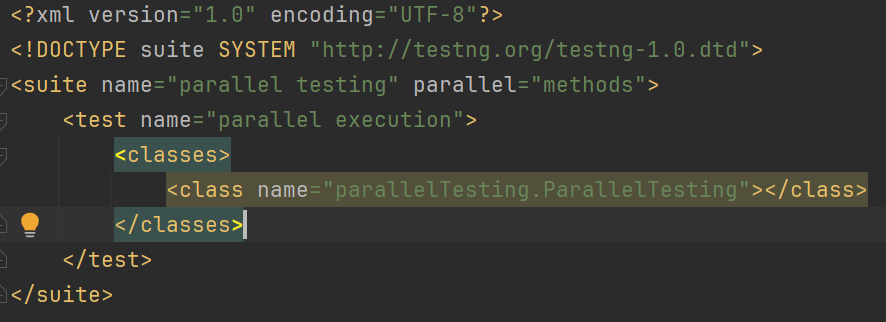 <?xml version="1.0" encoding="UTF-8"?>
<!DOCTYPE suite SYSTEM "http://testng.org/testng-1.0.dtd">
<suite name="parallel testing" parallel="methods">
    <test name="parallel execution">
        <classes>
            <class name="parallelTesting.ParallelTesting"></class>
        </classes>
    </test>
</suite>